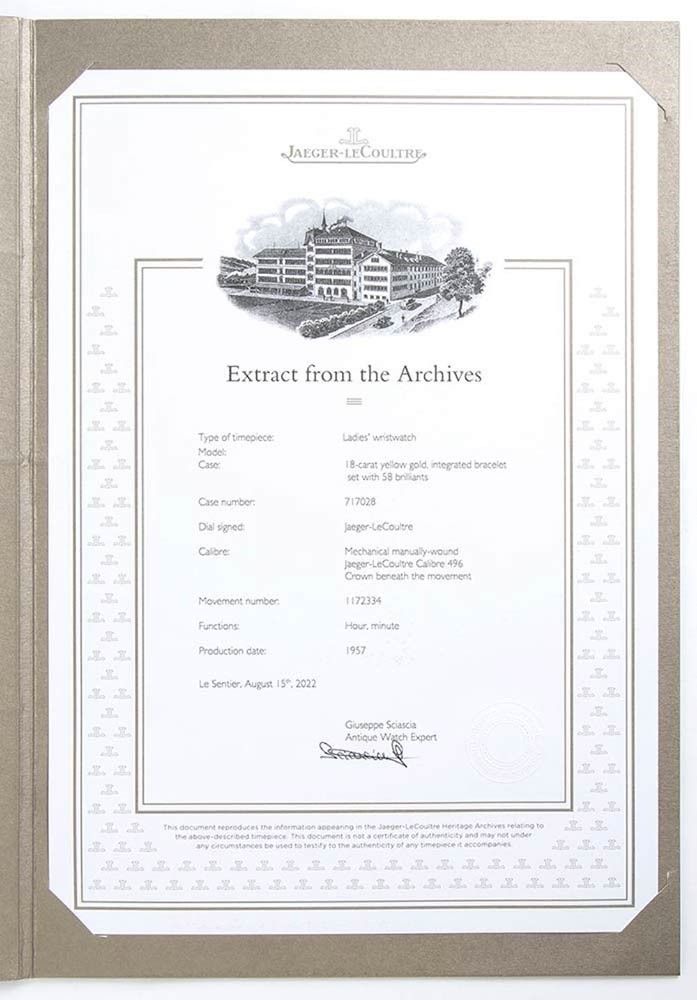 JAEGER-LECOULTRE
Extract from the Archives
Type of timepiece: Ladies' wristwatch
Model:
Case: 18-carat yellow gold, integrated bracelet
set with 58 brilliants
Case number: 717028
Dial signed: Jaeger-LeCoultre
Calibre: Mechanical manually-wound
Jaeger-LeCoultre Calibre 496
Crown beneath the movement
Movement number: 1172334
Functions: Hour, minute
Production date: 1957
Le Sentier, August 15th, 2022
Giuseppe Sciascia
Antique Watch Expert
This document reproduces the information appearing in the Jaeger-LeCoultre Heritage Archives relating to
the above-described timepiece. This document is not a certificate of authenticity and may not under
any circumstances be used to testify to the authenticity of any timepiece it accompanies.